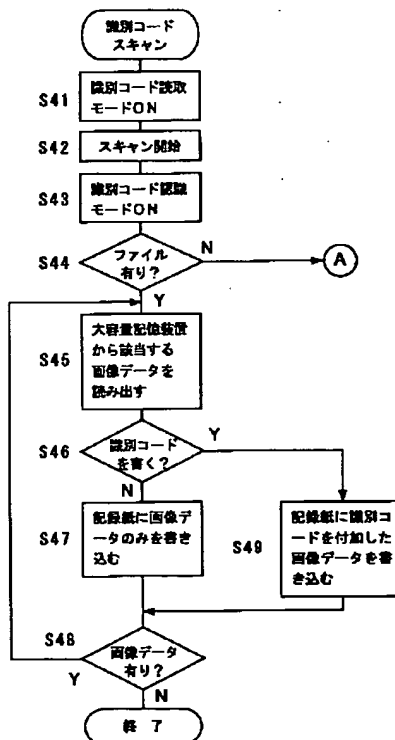 識別コード
スキャン
S41
識別コード読取
モードON
S42
スキャン開始
S43
識別コード認識
モードON
S44
ファイル
有り?
N
A
Y
S45
大容量記憶装置
から該当する
画像データを
読み出す
S46
識別コード
を書く?
Y
N
S47
記録紙に画像デ
ータのみを書き
込む
S49
記録紙に識別コ
ードを付加した
画像データを書
き込む
S48
画像データ
有り?
Y
N
終了